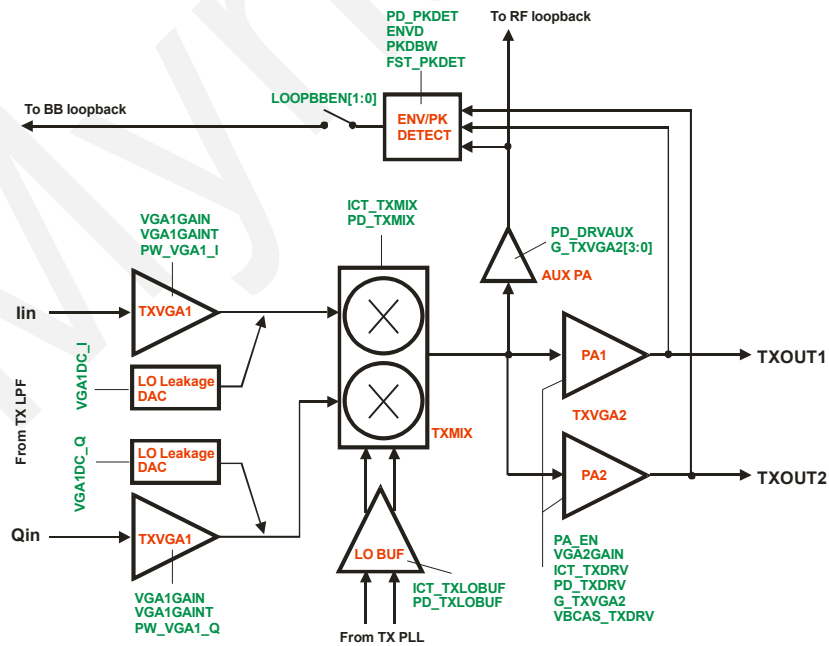 To RF loopback
PD_PKDET
ENVD
PKDBW
FST_PKDET
LOOPBBEN[1:0]
To BB loopback
ENV/PK
DETECT
ICT_TXMIX
PD_TXMIX
VGA1GAIN
VGA1GAINT
PW_VGA1_I
PD_DRVAUX
G_TXVGA2[3:0]
AUX PA
Iin
TXVGA1
PA1
TXOUT1
VGA1DC_I
LO Leakage
DAC
From TX LPF
TXVGA2
TXMIX
VGA1DC_Q
LO Leakage
DAC
PA2
TXOUT2
Qin
TXVGA1
LO BUF
PA_EN
VGA2GAIN
ICT_TXDRV
PD_TXDRV
G_TXVGA2
VBCAS_TXDRV
ICT_TXLOBUF
PD_TXLOBUF
VGA1GAIN
VGA1GAINT
PW_VGA1_Q
From TX PLL